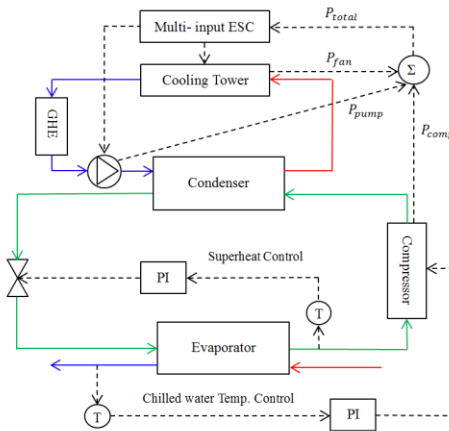 Multi- input ESC
P_total
Cooling Tower
P_fan
Σ
GHE
P_pump
P_comp
Condenser
Compressor
Superheat Control
PI
T
Evaporator
Chilled water Temp. Control
T
PI